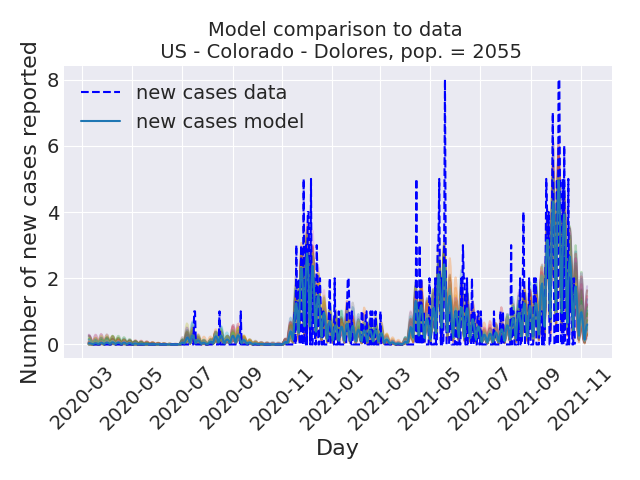 Model comparison to data
US - Colorado - Dolores, pop. = 2055
Number of new cases reported
8
6
4
2
0
new cases data
new cases model
2020-03
2020-05
2020-07
2020-09
2020-11
2021-01
2021-03
2021-05
2021-07
2021-09
2021-11
Day